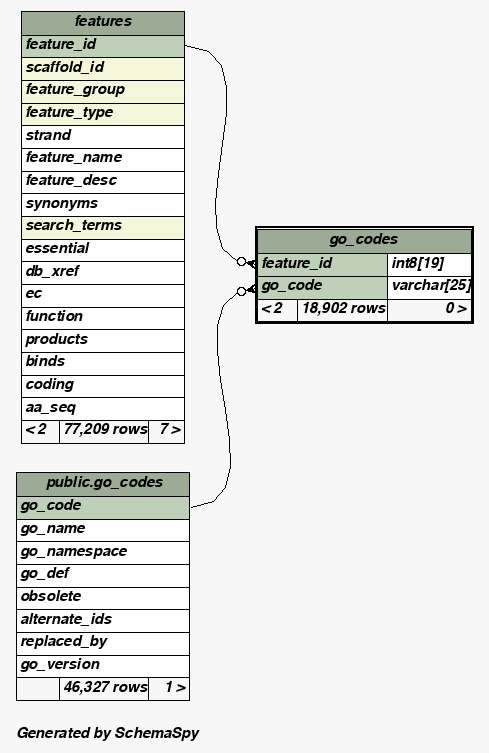 features
feature_id
scaffold_id
feature_group
feature_type
strand
feature_name
feature_desc
synonyms
search_terms
essential
db_xref
ec
function
products
binds
coding
aa_seq
< 2 77,209 rows 7 >
go_codes
feature_id int8[19]
go_code varchar[25]
< 2 18,902 rows 0 >
public.go_codes
go_code
go_name
go_namespace
go_def
obsolete
alternate_ids
replaced_by
go_version
46,327 rows 1 >
Generated by SchemaSpy